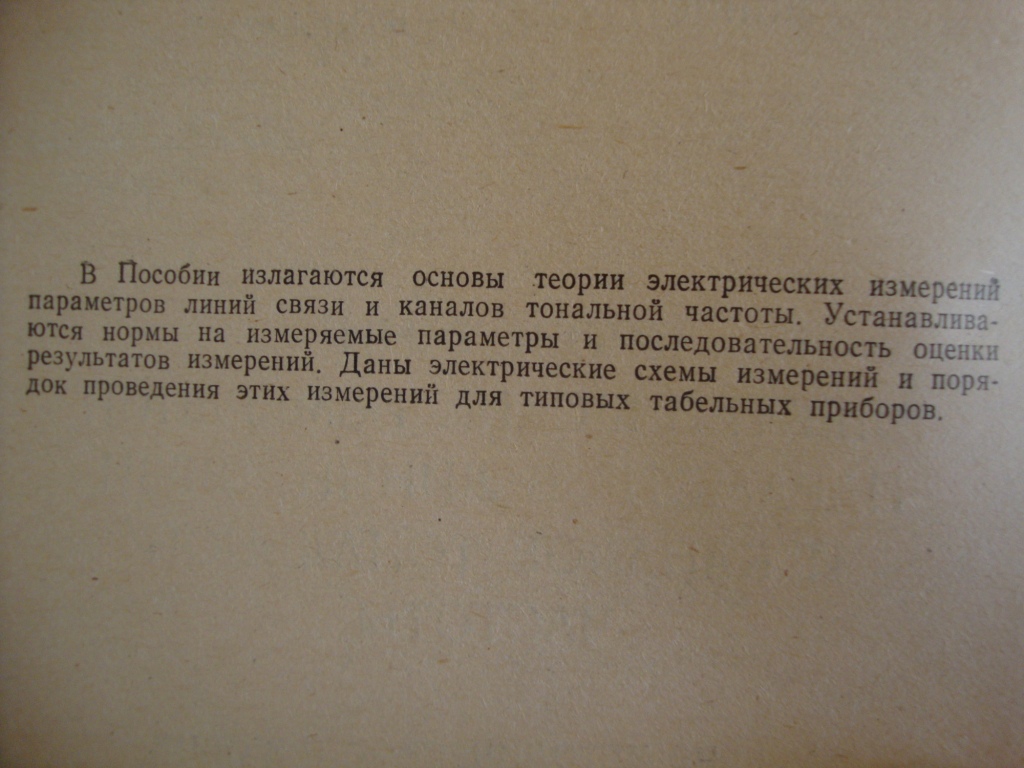 В Пособии излагаются основы теории электрических измерений
параметров линий связи и каналов тональной частоты. Устанавлива-
ются нормы на измеряемые параметры и последовательность оценки
результатов измерений. Даны электрические схемы измерений и поря-
док проведения этих измерений для типовых табельных приборов.